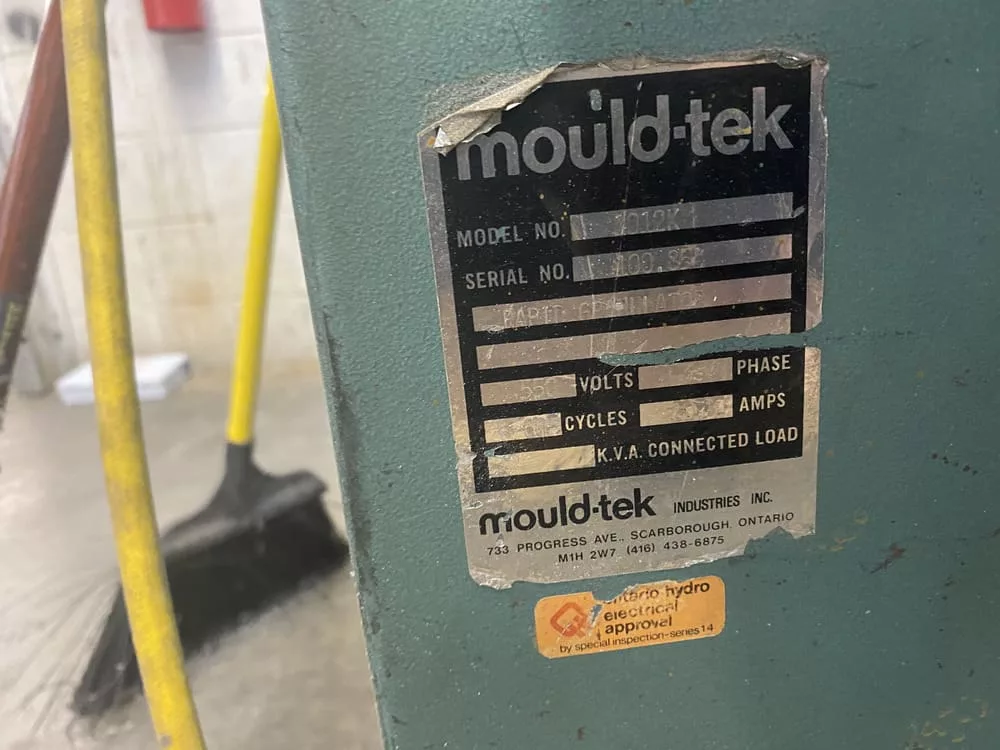 mould-tek
MODEL NO.
SERIAL NO.
VOLTS PHASE
CYCLES AMPS
K.V.A. CONNECTED LOAD
mould-tek INDUSTRIES INC.
733 PROGRESS AVE., SCARBOROUGH, ONTARIO
M1H 2W7 (416) 438-6875
ontario hydro
electrical
approval
by special inspection-series 14